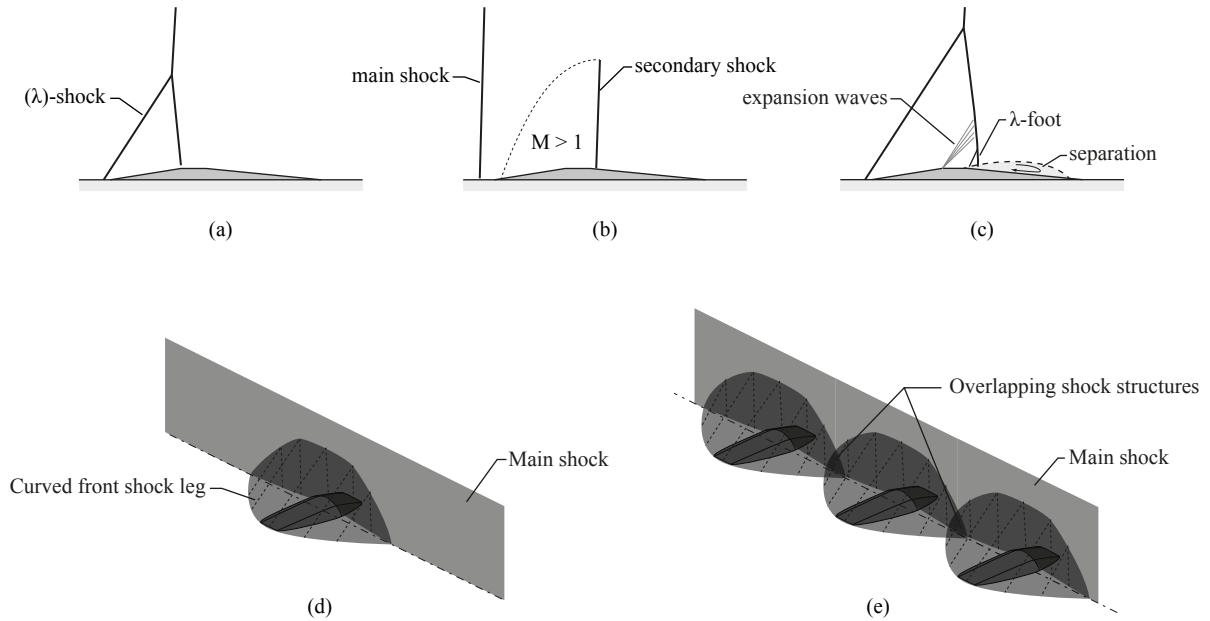 (λ)-shock
(a)
main shock
secondary shock
M > 1
(b)
expansion waves
λ-foot
separation
(c)
Curved front shock leg
Main shock
(d)
Overlapping shock structures
Main shock
(e)